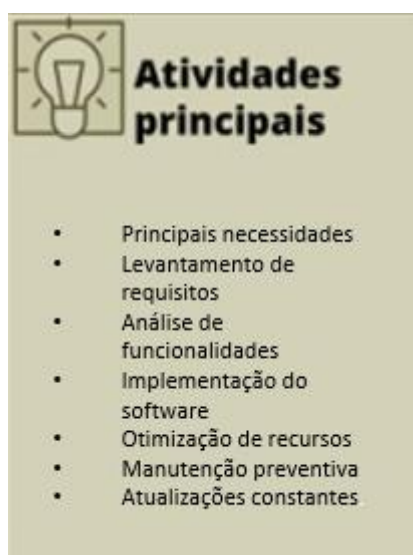 Atividades
principais
• Principais necessidades
• Levantamento de
requisitos
• Análise de
funcionalidades
• Implementação do
software
• Otimização de recursos
• Manutenção preventiva
• Atualizações constantes